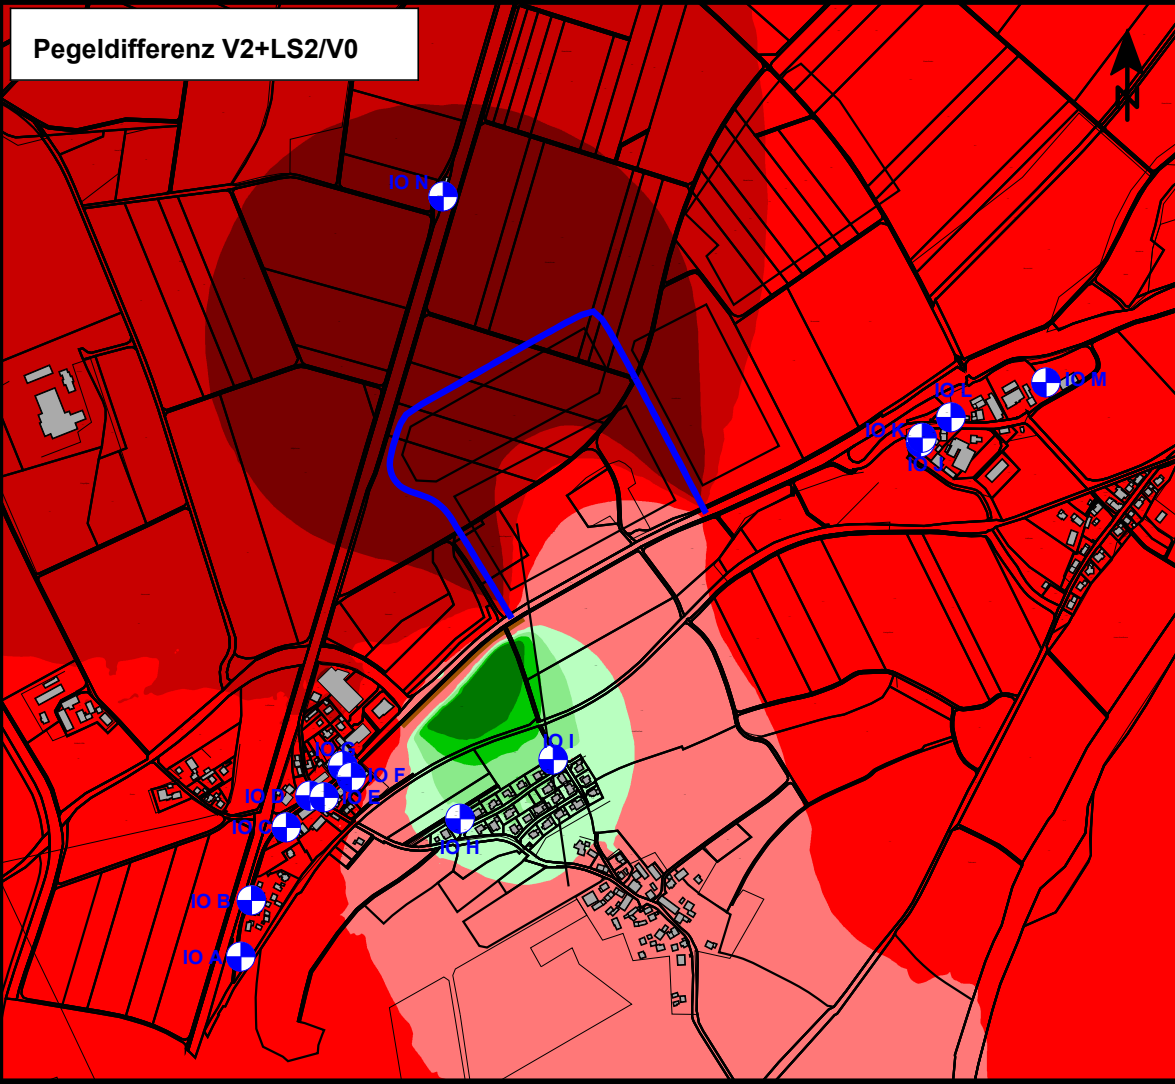 Pegeldifferenz V2+LS2/V0
N
IO N
IO L
IO M
IO K
IO J
IO G
IO I
IO F
IO D
IO E
IO C
IO H
IO B
IO A